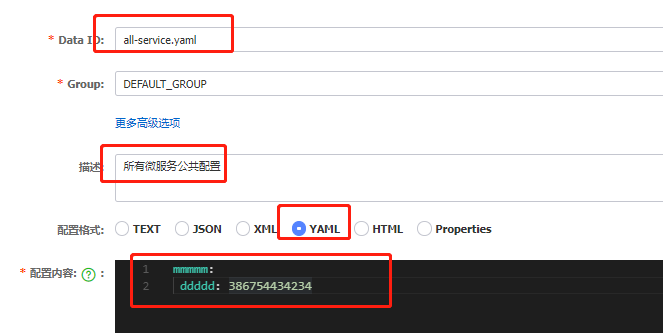 * Data ID: all-service.yaml
* Group: DEFAULT_GROUP
更多高级选项
描述: 所有微服务公共配置
配置格式: TEXT JSON XML YAML HTML Properties
* 配置内容: ? :
1 mmmmm:
2 ddddd: 386754434234